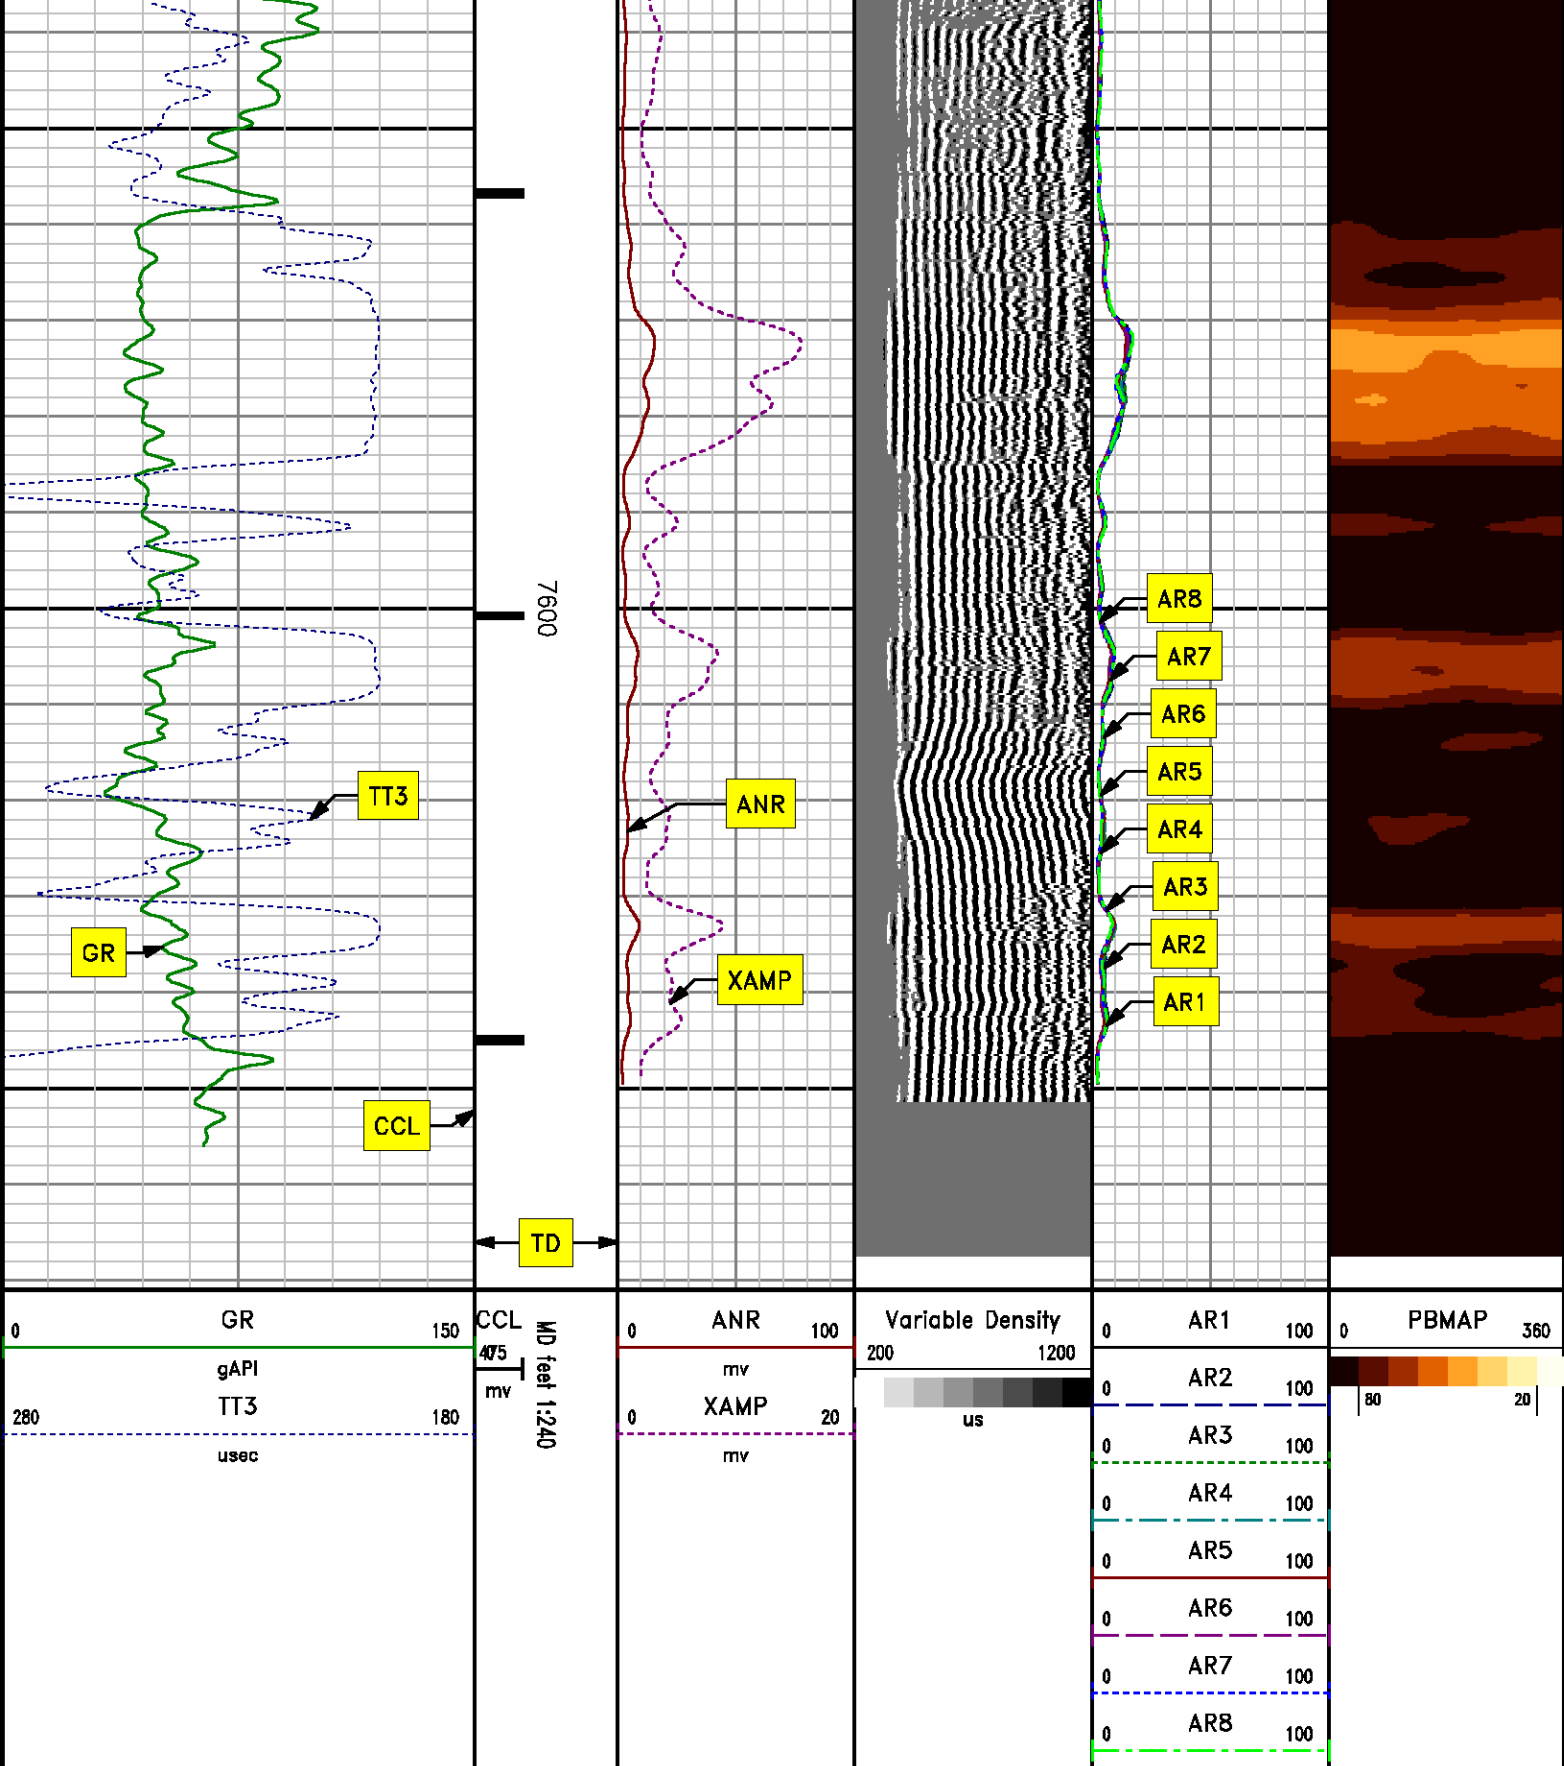 7600
AR8
AR7
AR6
AR5
AR4
AR3
AR2
AR1
TT3
ANR
GR
XAMP
CCL
TD
GR
0 150
gAPI
TT3
280 180
usec
CCL
475
mv
MD feet 1:240
ANR
0 100
mv
XAMP
0 20
mv
Variable Density
200 1200
us
AR1
0 100
AR2
0 100
AR3
0 100
AR4
0 100
AR5
0 100
AR6
0 100
AR7
0 100
AR8
0 100
PBMAP
0 360
80 20